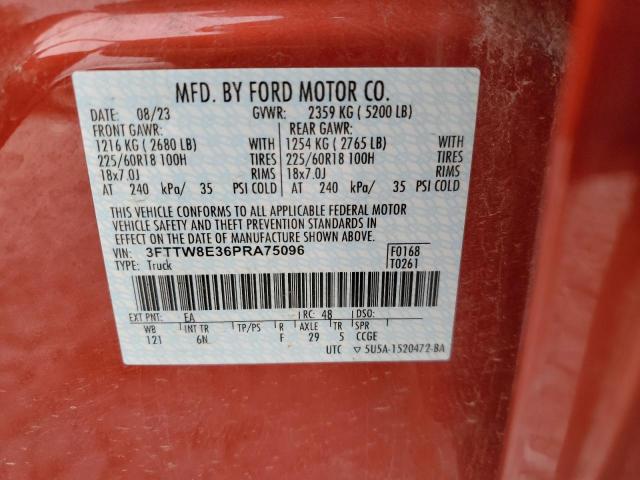 MFD. BY FORD MOTOR CO.
DATE: 08/23 GVWR: 2359 KG ( 5200 LB)
FRONT GAWR: REAR GAWR:
1216 KG ( 2680 LB) WITH 1254 KG ( 2765 LB) WITH
225/60R18 100H TIRES 225/60R18 100H TIRES
18x7.0J RIMS 18x7.0J RIMS
AT 240 kPa/ 35 PSI COLD AT 240 kPa/ 35 PSI COLD
THIS VEHICLE CONFORMS TO ALL APPLICABLE FEDERAL MOTOR
VEHICLE SAFETY AND THEFT PREVENTION STANDARDS IN
EFFECT ON THE DATE OF MANUFACTURE SHOWN ABOVE.
VIN: 3FTTW8E36PRA75096 F0168
TYPE: Truck T0261
EXT PNT: EA RC: 48 DSO:
WB INT TR TP/PS R AXLE TR SPR
121 6N F 29 5 CCGE
UTC ▽ 5U5A-1520472-BA